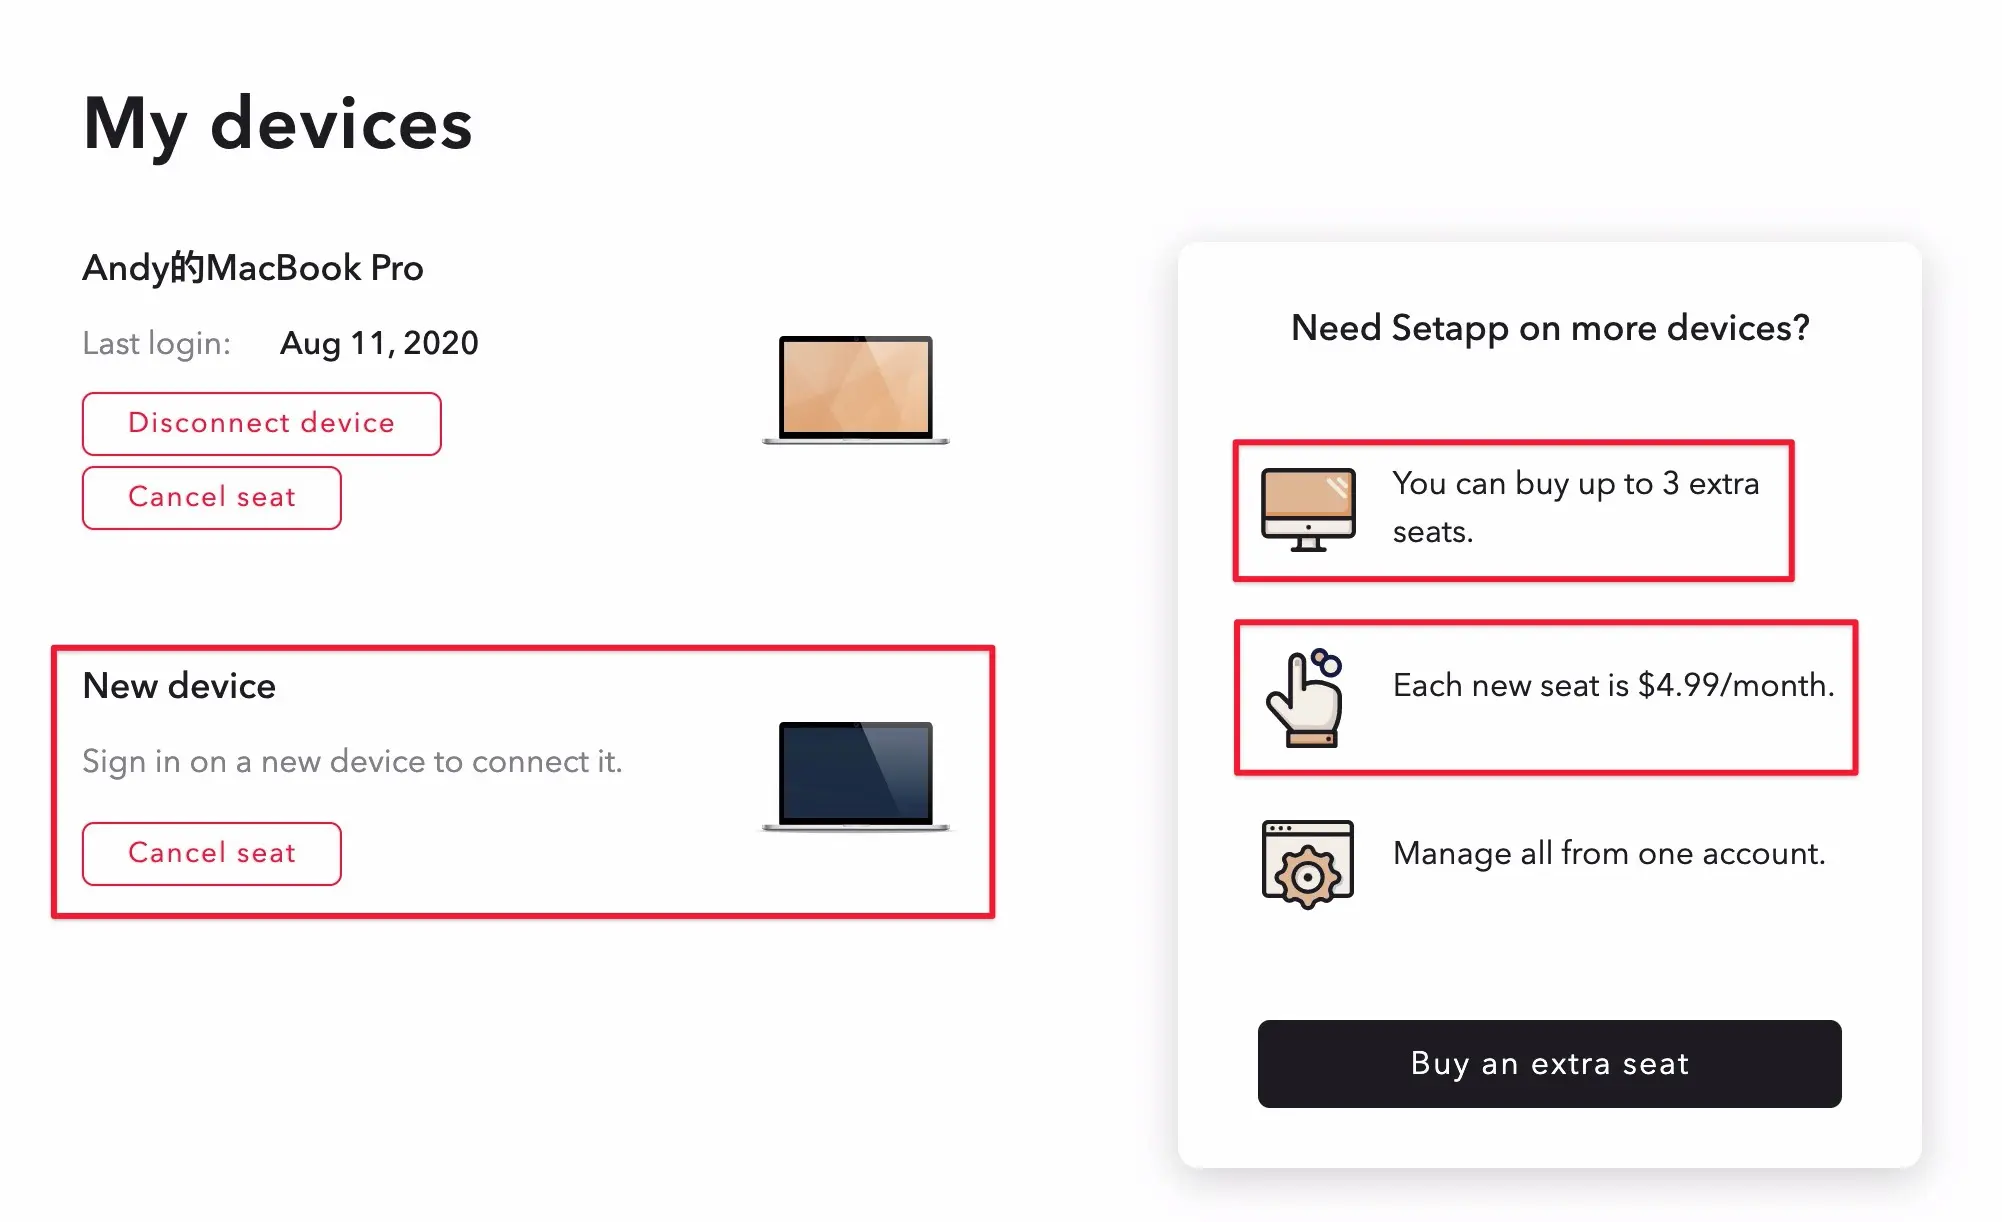 My devices
Andy的MacBook Pro
Last login: Aug 11, 2020
Disconnect device
Cancel seat
New device
Sign in on a new device to connect it.
Cancel seat
Need Setapp on more devices?
You can buy up to 3 extra
seats.
Each new seat is $4.99/month.
Manage all from one account.
Buy an extra seat